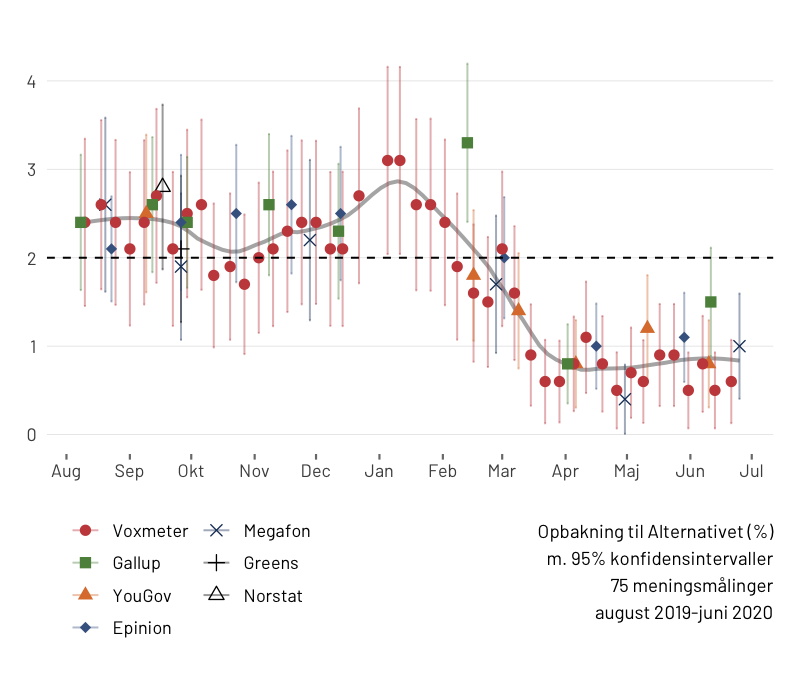 4
3
2
1
0
Aug Sep Okt Nov Dec Jan Feb Mar Apr Maj Jun Jul
Voxmeter Megafon
Gallup Greens
YouGov Norstat
Epinion
Opbakning til Alternativet (%)
m. 95% konfidensintervaller
75 meningsmålinger
august 2019-juni 2020